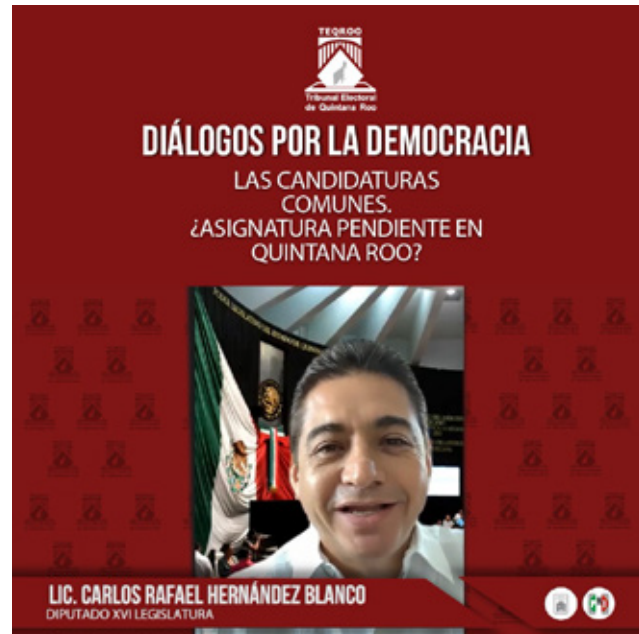 TEQROO
Tribunal Electoral
de Quintana Roo
DIÁLOGOS POR LA DEMOCRACIA
LAS CANDIDATURAS
COMUNES.
¿ASIGNATURA PENDIENTE EN
QUINTANA ROO?
LIC. CARLOS RAFAEL HERNÁNDEZ BLANCO
DIPUTADO XVI LEGISLATURA